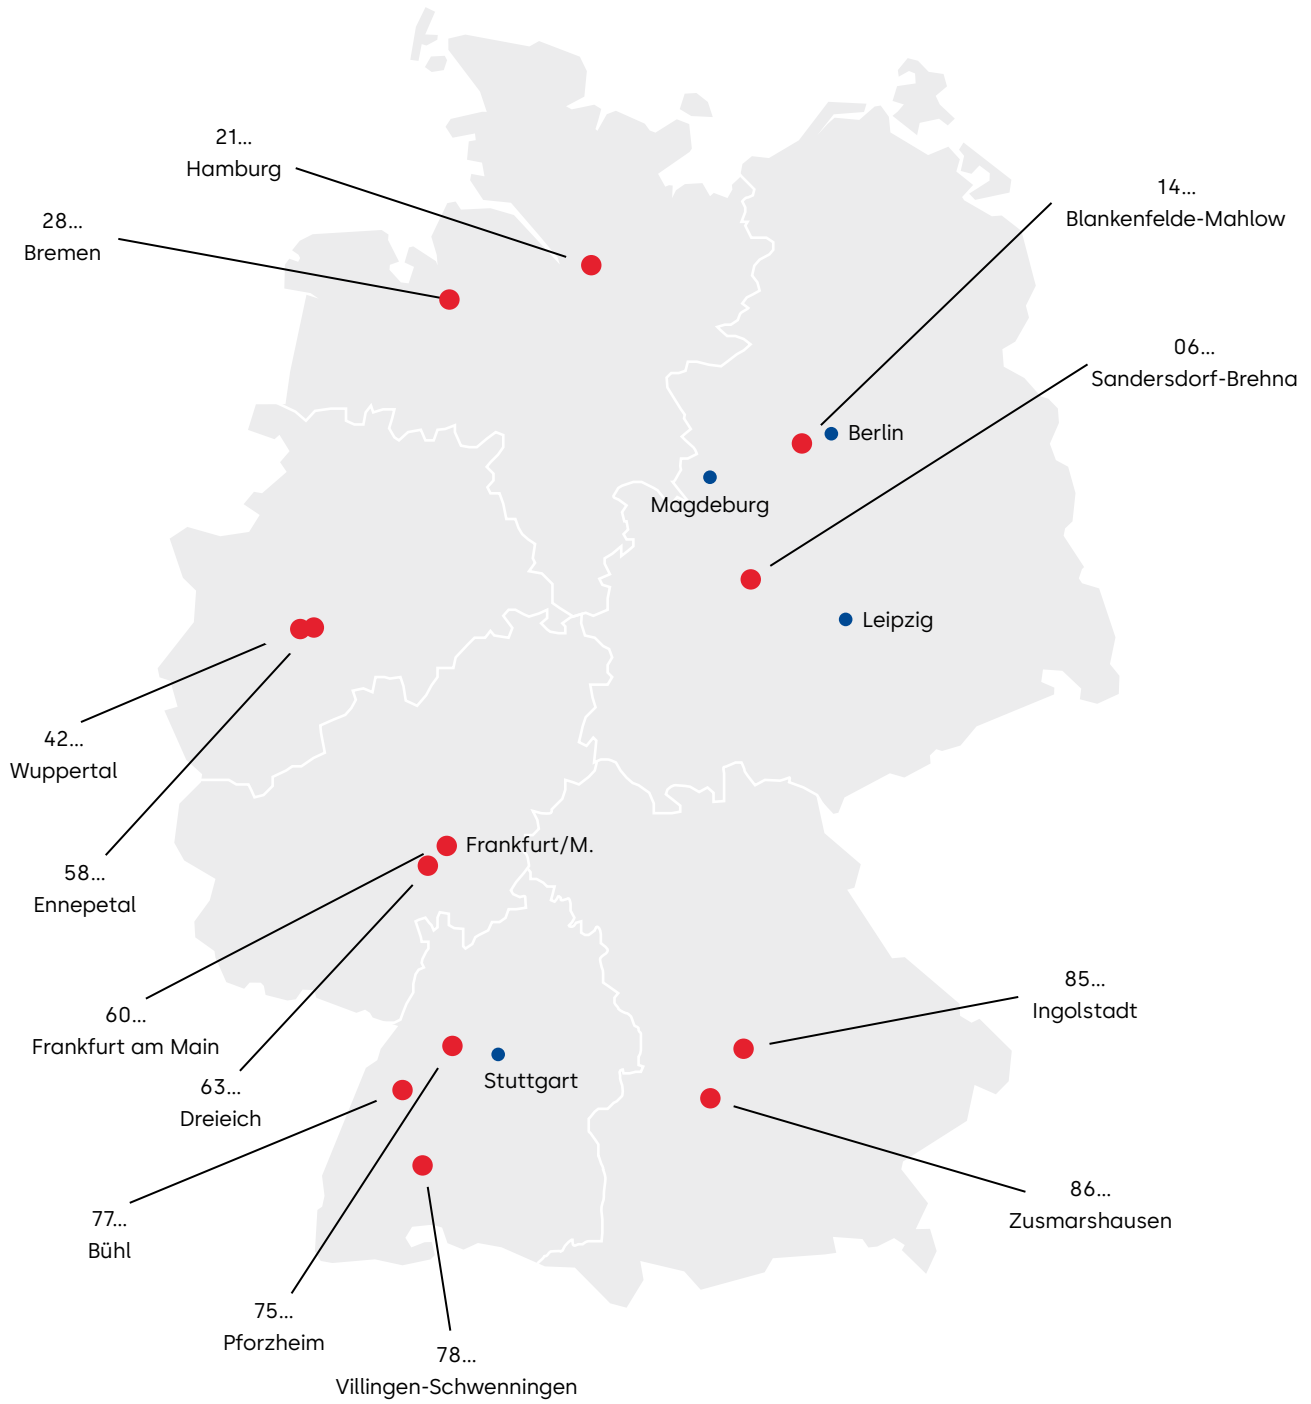 21...
Hamburg
14...
Blankenfelde-Mahlow
28...
Bremen
06...
Sandersdorf-Brehna
Berlin
Magdeburg
Leipzig
42...
Wuppertal
58...
Ennepetal
Frankfurt/M.
60...
Frankfurt am Main
85...
Ingolstadt
63...
Dreieich
Stuttgart
86...
Zusmarshausen
77...
Bühl
75...
Pforzheim
78...
Villingen-Schwenningen